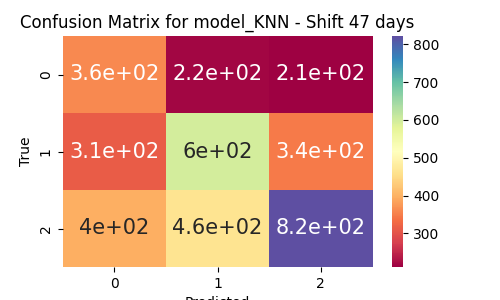 Confusion Matrix for model_KNN - Shift 47 days
3.6e+02 2.2e+02 2.1e+02
3.1e+02 6e+02 3.4e+02
4e+02 4.6e+02 8.2e+02
0
1
2
True
0 1 2
Predicted
800
700
600
500
400
300